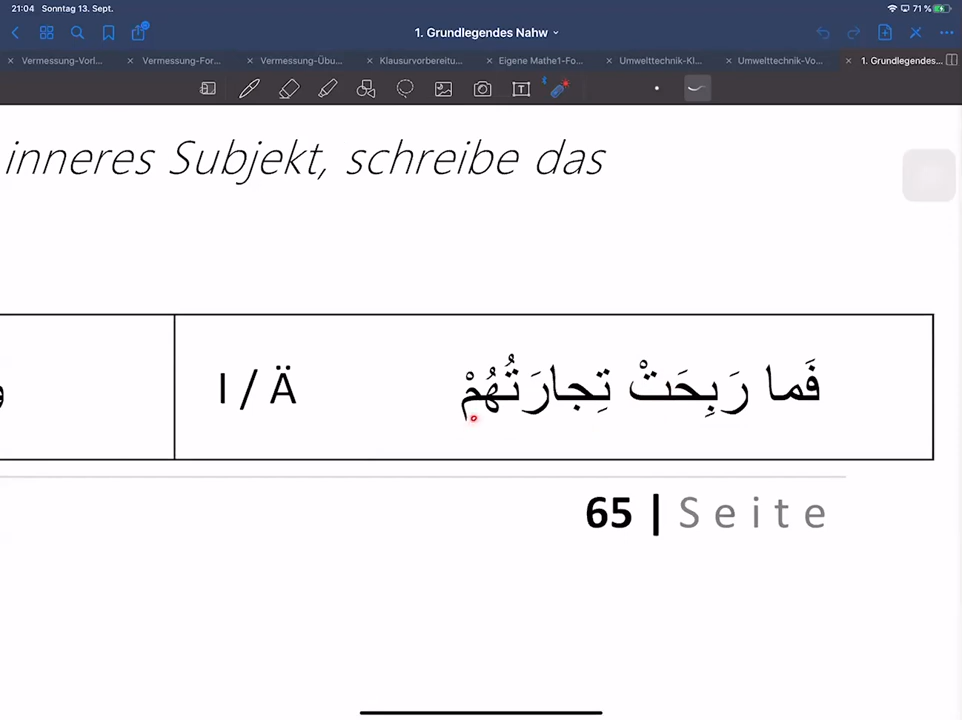 21:04 Sonntag 13. Sept. 71 %
1. Grundlegendes Nahw
Vermessung-Vorl... Vermessung-For... Vermessung-Übu... Klausurvorbereitu... Eigene Mathe1-Fo... Umwelttechnik-Kl... Umwelttechnik-Vo... 1. Grundlegendes...
inneres Subjekt, schreibe das
I / Ä فَما رَبِحَتْ تِجارَتُهُمْ
65 | Seite